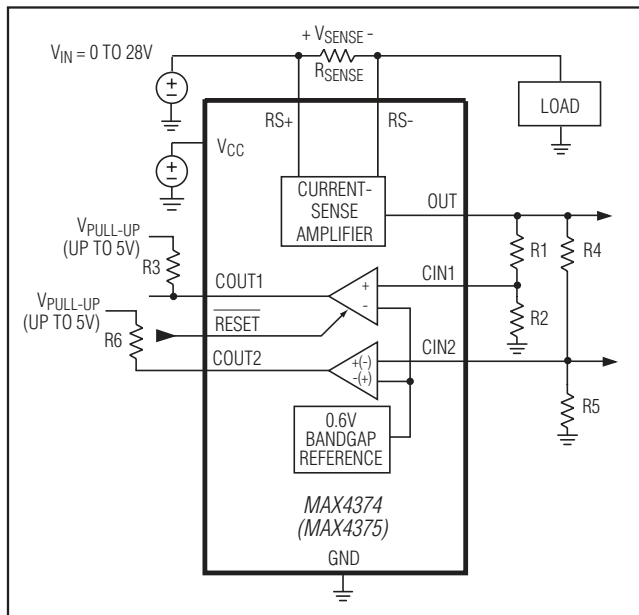 + VSENSE -
VIN = 0 TO 28V
RSENSE
LOAD
RS+
RS-
VCC
CURRENT-
SENSE
AMPLIFIER
OUT
VPULL-UP
(UP TO 5V)
R3
R1
R4
COUT1
CIN1
+
-
VPULL-UP
(UP TO 5V)
R2
R6
RESET
COUT2
CIN2
+(-)
-(+)
R5
0.6V
BANDGAP
REFERENCE
MAX4374
(MAX4375)
GND